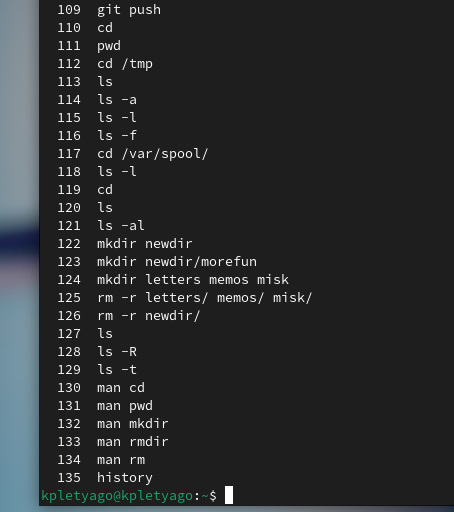 109 git push
110 cd
111 pwd
112 cd /tmp
113 ls
114 ls -a
115 ls -l
116 ls -f
117 cd /var/spool/
118 ls -l
119 cd
120 ls
121 ls -al
122 mkdir newdir
123 mkdir newdir/morefun
124 mkdir letters memos misk
125 rm -r letters/ memos/ misk/
126 rm -r newdir/
127 ls
128 ls -R
129 ls -t
130 man cd
131 man pwd
132 man mkdir
133 man rmdir
134 man rm
135 history
kpletyago@kpletyago:~$